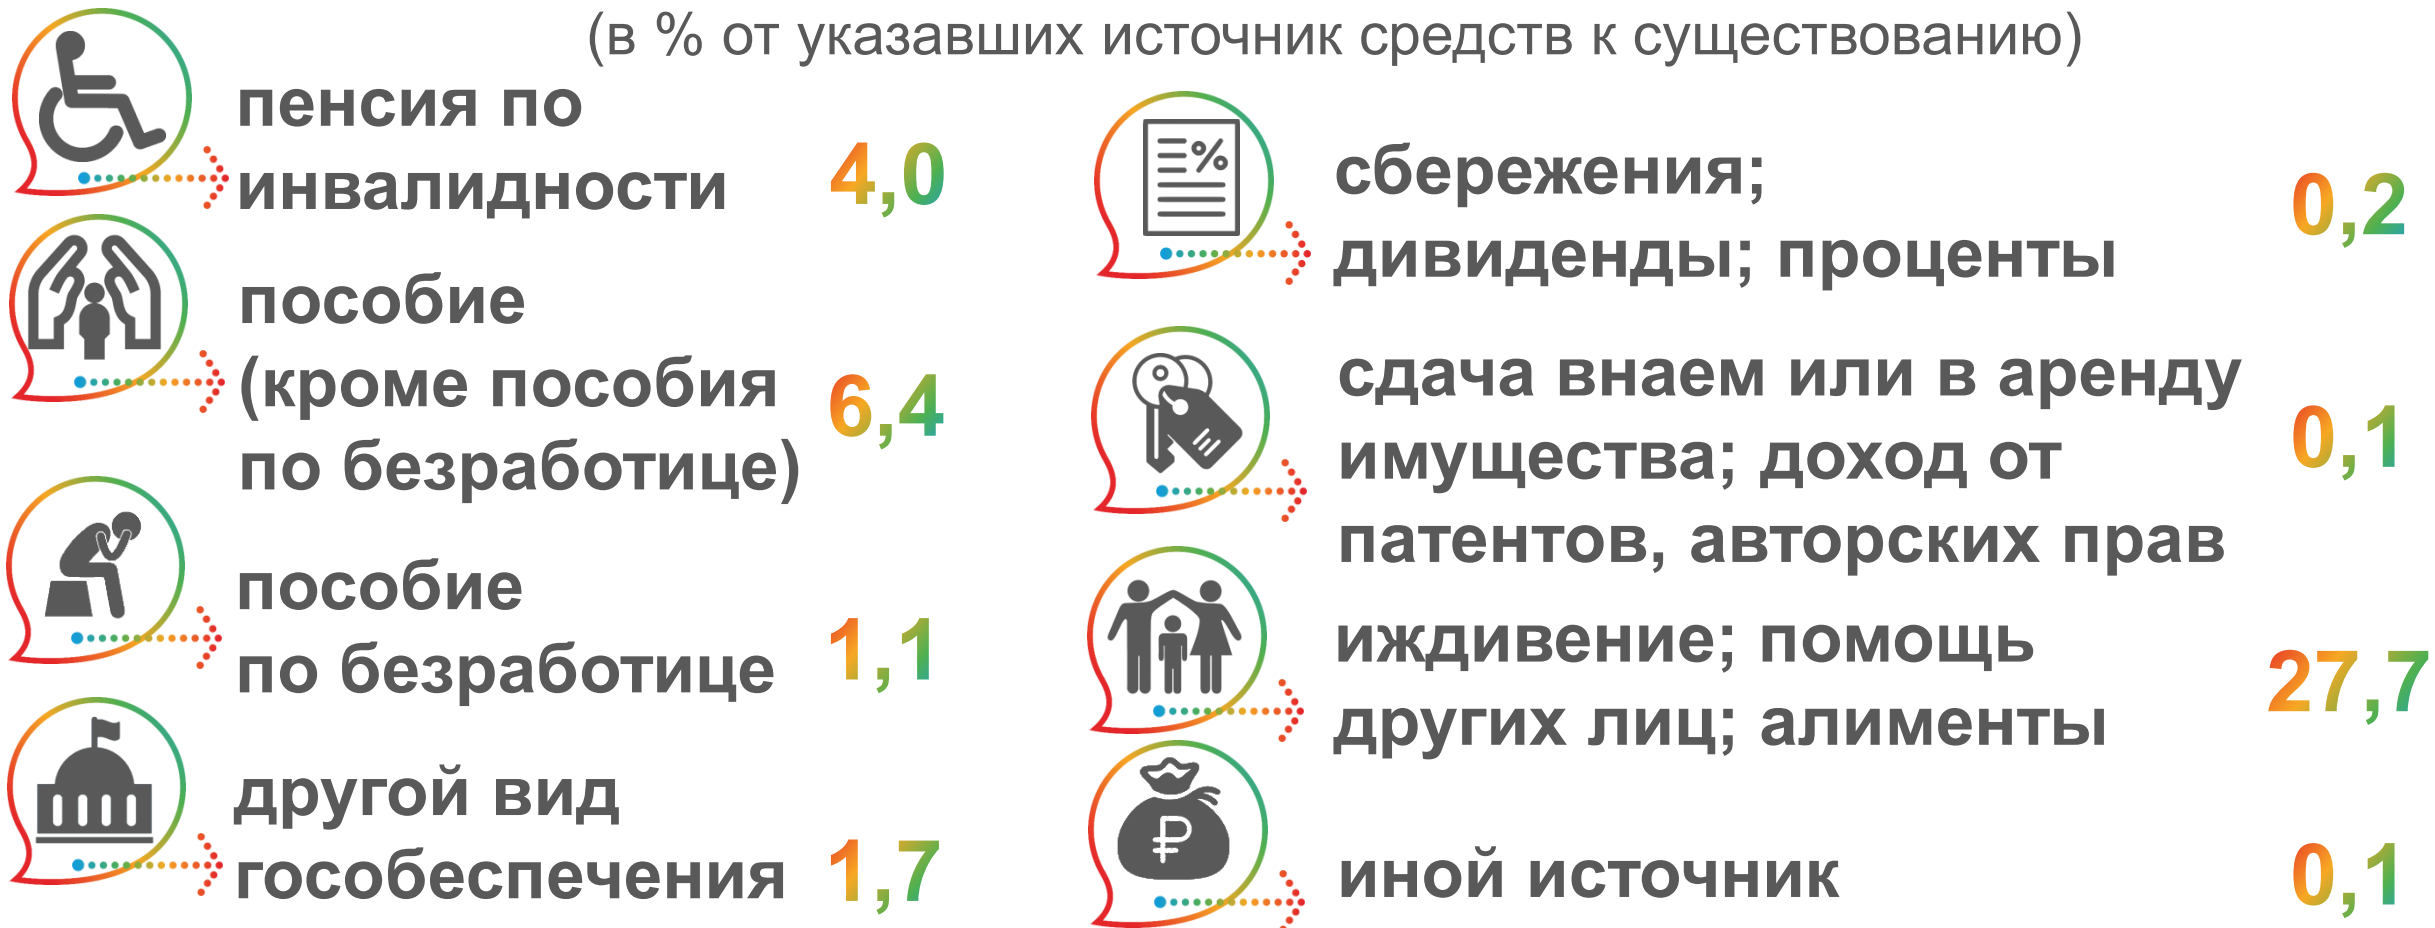 (в % от указавших источник средств к существованию)
пенсия по
инвалидности
4,0
пособие
(кроме пособия
по безработице)
6,4
пособие
по безработице
1,1
другой вид
гособеспечения
1,7
%
сбережения;
дивиденды; проценты
0,2
сдача внаем или в аренду
имущества; доход от
патентов, авторских прав
0,1
иждивение; помощь
других лиц; алименты
27,7
₽
иной источник
0,1